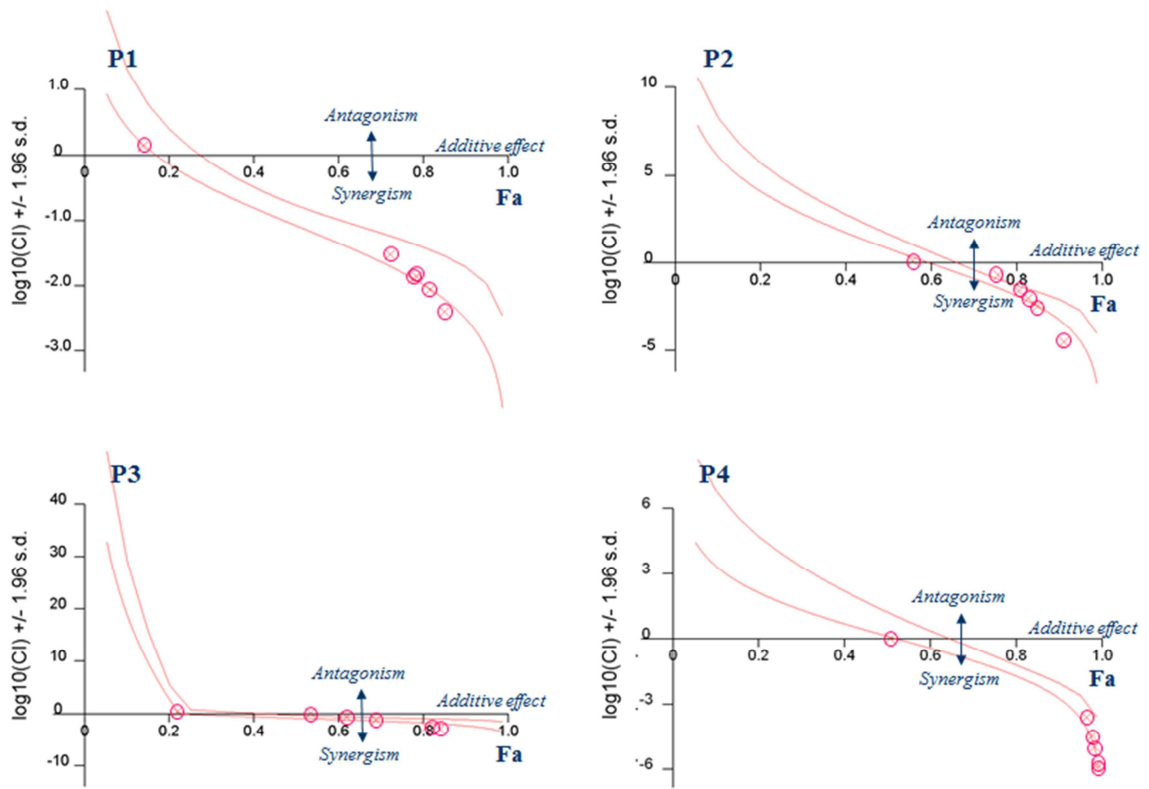 P1
log10(CI) +/- 1.96 s.d.
1.0
0
-1.0
-2.0
-3.0
0
0.2
0.4
0.6
0.8
1.0
Antagonism
Additive effect
Synergism
Fa
P2
log10(CI) +/- 1.96 s.d.
10
5
0
-5
0
0.2
0.4
0.6
0.8
1.0
Antagonism
Additive effect
Synergism
Fa
P3
log10(CI) +/- 1.96 s.d.
40
30
20
10
0
-10
0
0.2
0.4
0.6
0.8
1.0
Antagonism
Additive effect
Synergism
Fa
P4
log10(CI) +/- 1.96 s.d.
6
3
0
-3
-6
0
0.2
0.4
0.6
0.8
1.0
Antagonism
Additive effect
Synergism
Fa